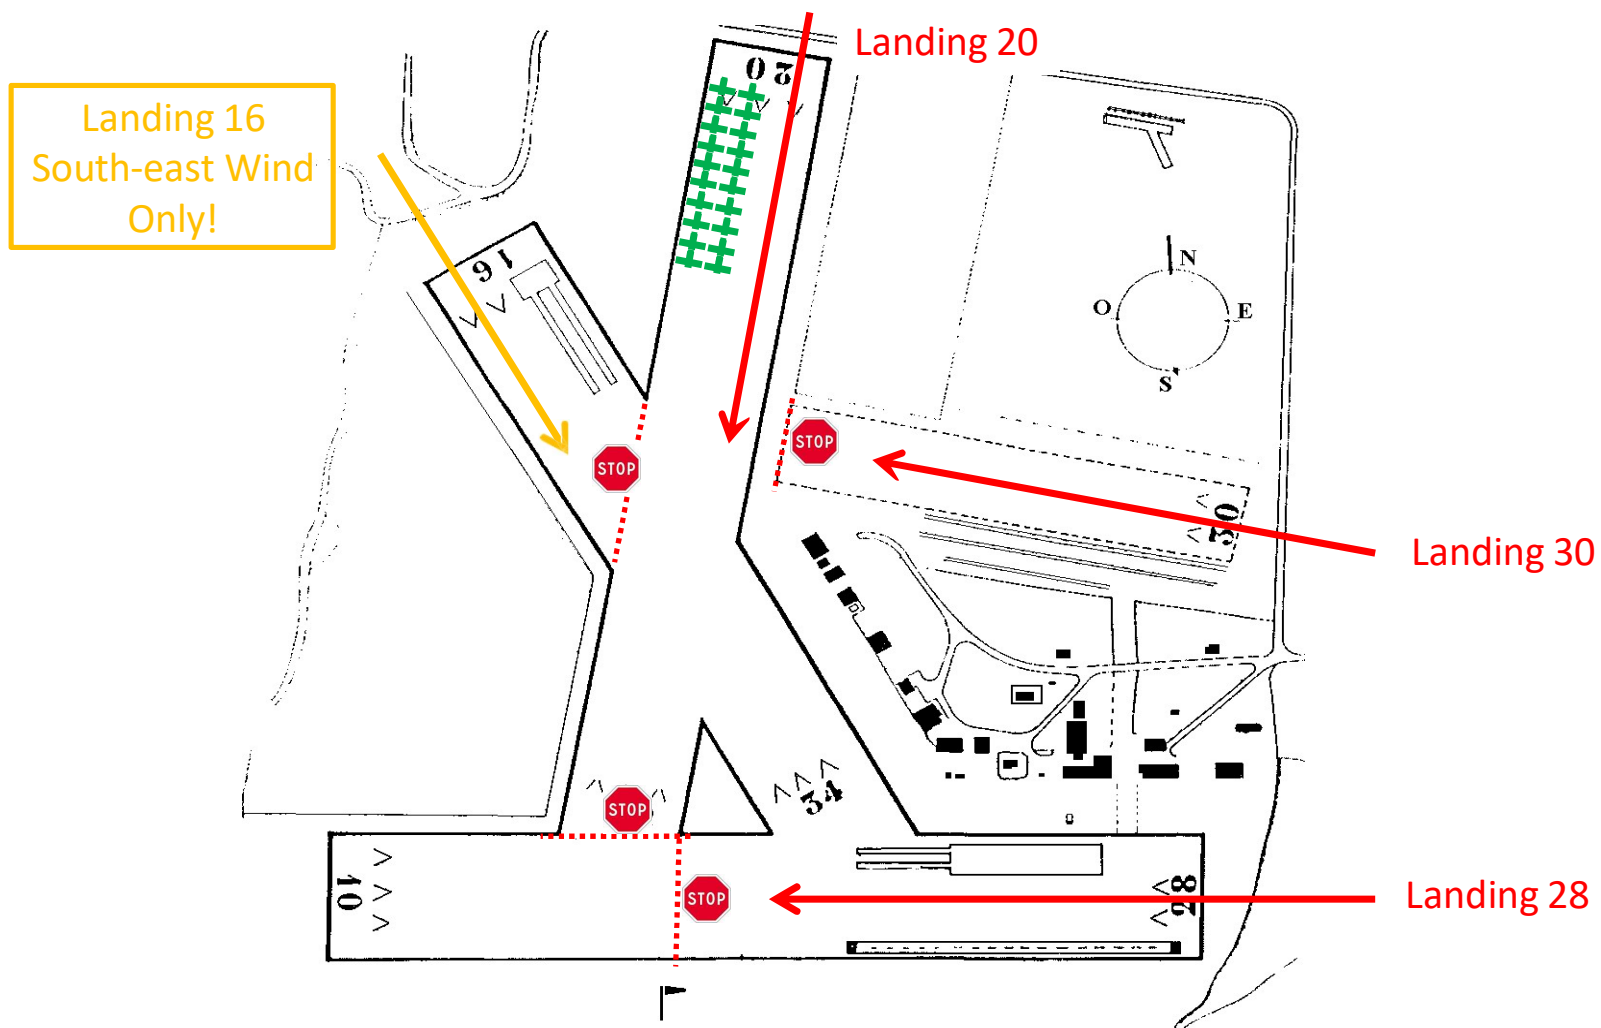 Landing 20
Landing 16
South-east Wind
Only!
20
16
N
O
E
S
STOP
STOP
30
Landing 30
34
STOP
10
STOP
28
Landing 28